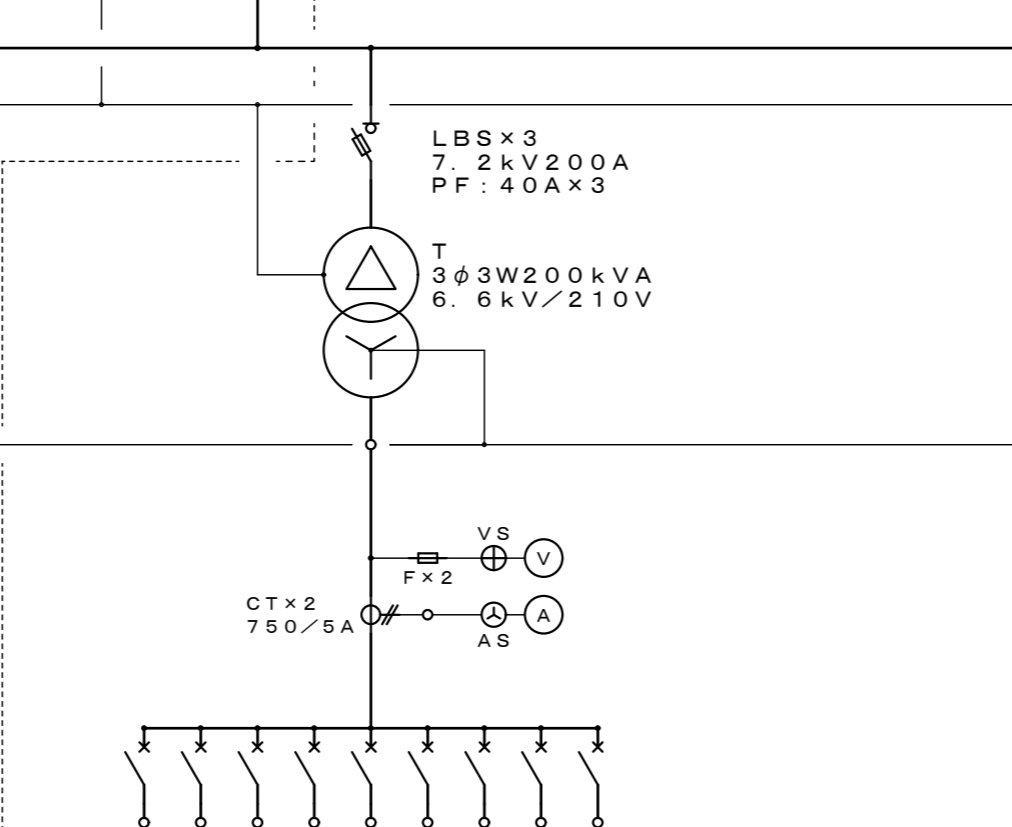 LBS×3
7.2kV200A
PF:40A×3
T
3φ3W200kVA
6.6kV/210V
VS
V
F×2
CT×2
750/5A
A
AS